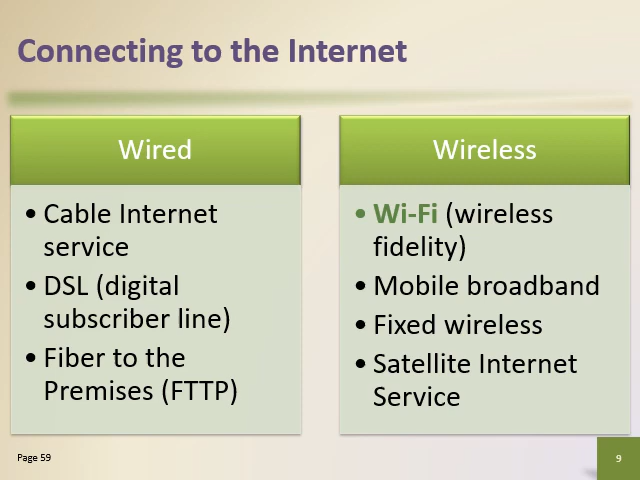 Connecting to the Internet
Wired
• Cable Internet
service
• DSL (digital
subscriber line)
• Fiber to the
Premises (FTTP)
Wireless
• Wi-Fi (wireless
fidelity)
• Mobile broadband
• Fixed wireless
• Satellite Internet
Service
Page 59
9